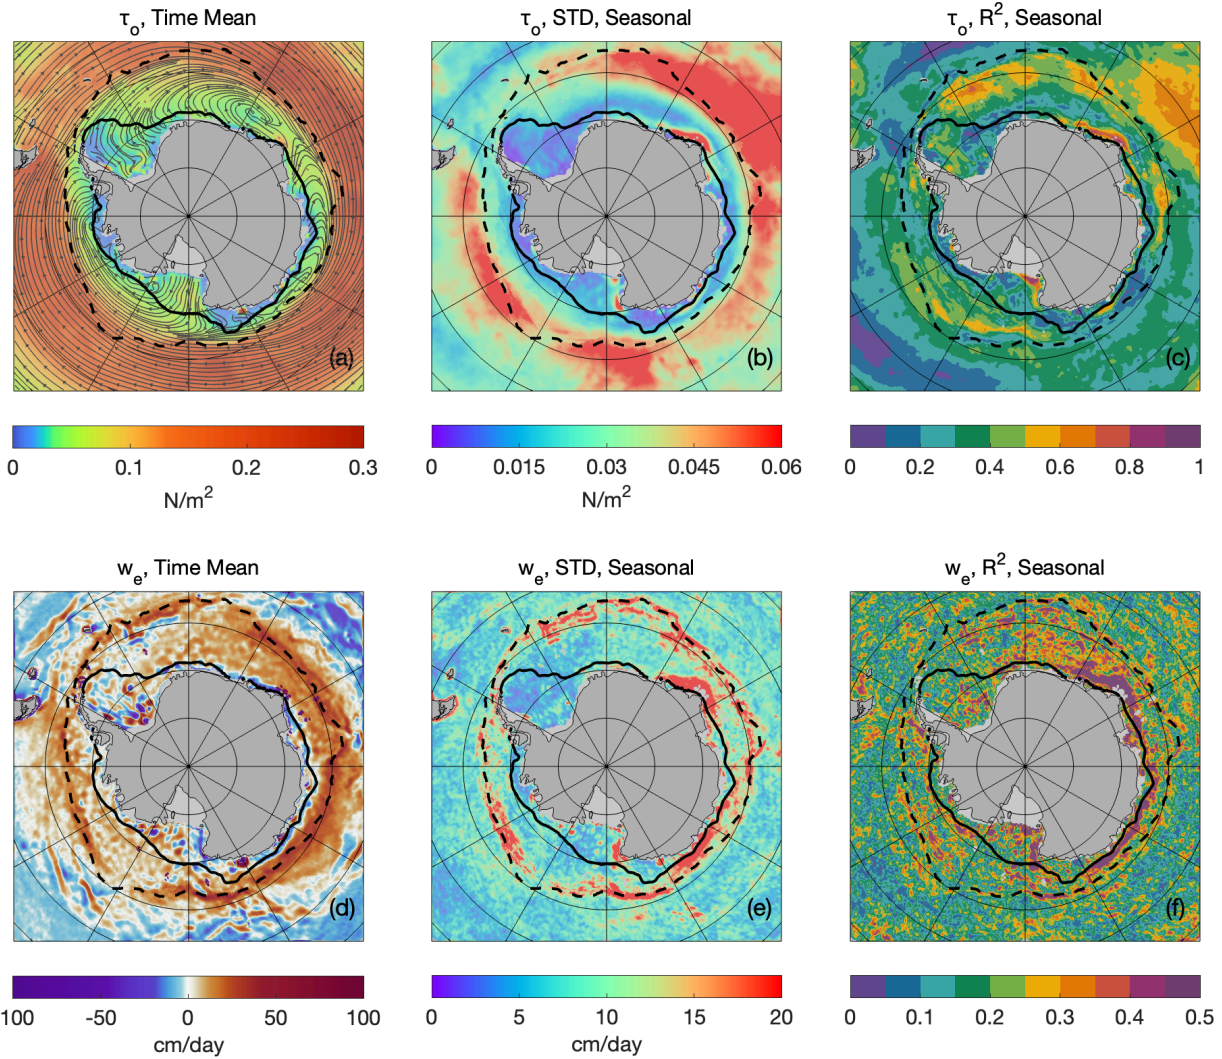 τo, Time Mean
τo, STD, Seasonal
τo, R², Seasonal
(a)
(b)
(c)
0 0.1 0.2 0.3
N/m²
0 0.015 0.03 0.045 0.06
N/m²
0 0.2 0.4 0.6 0.8 1
we, Time Mean
we, STD, Seasonal
we, R², Seasonal
(d)
(e)
(f)
100 -50 0 50 100
cm/day
0 5 10 15 20
cm/day
0 0.1 0.2 0.3 0.4 0.5